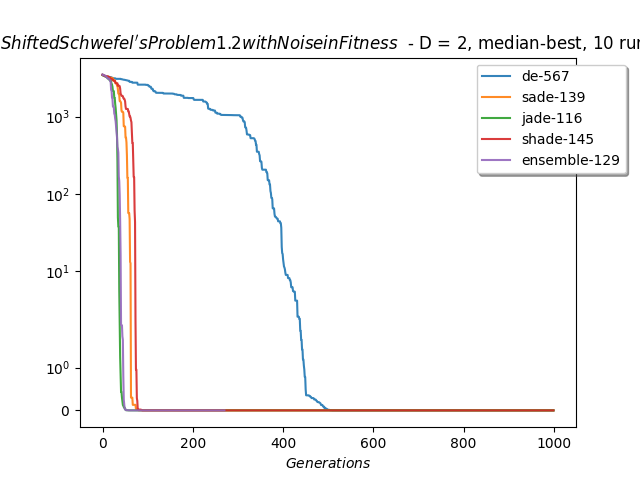 ShiftedSchwefel'sProblem1.2withNoiseinFitness - D = 2, median-best, 10 rur
de-567
sade-139
jade-116
shade-145
ensemble-129
10³
10²
10¹
10⁰
0
0 200 400 600 800 1000
Generations